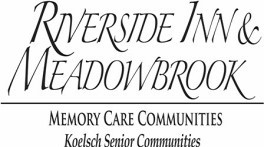 RIVERSIDE INN &
MEADOWBROOK
MEMORY CARE COMMUNITIES
Koelsch Senior Communities